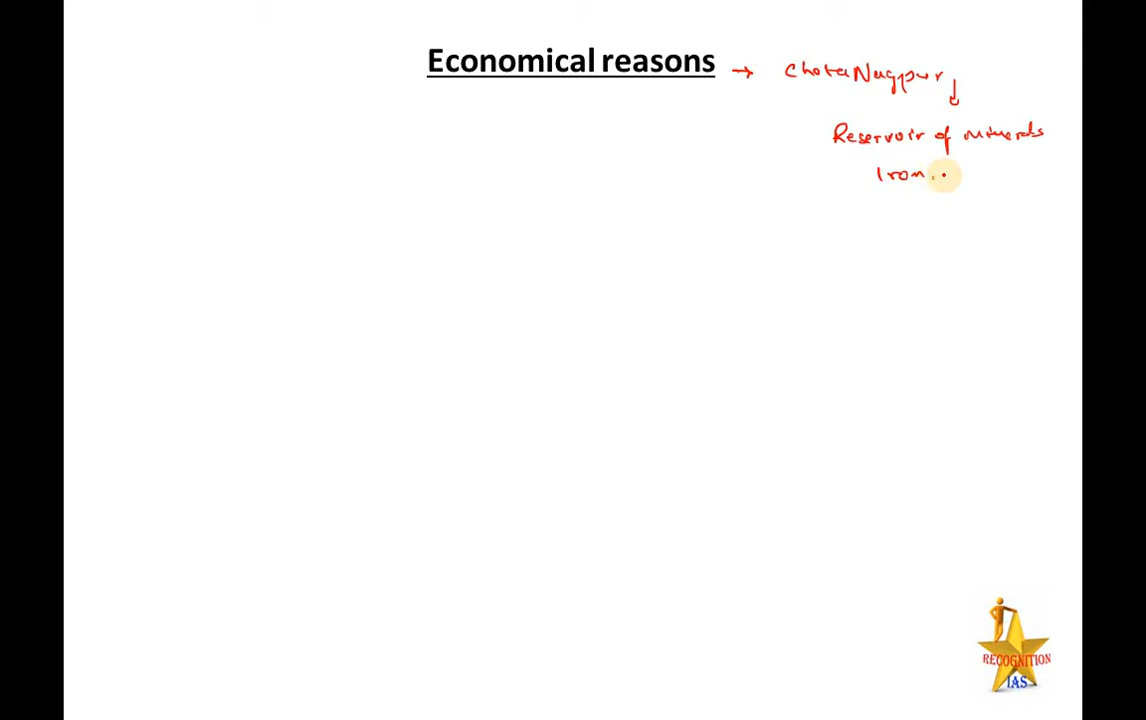 Economical reasons → ChotaNagpur
↓
Reservoir of minerals
Iron,
RECOGNITION
IAS